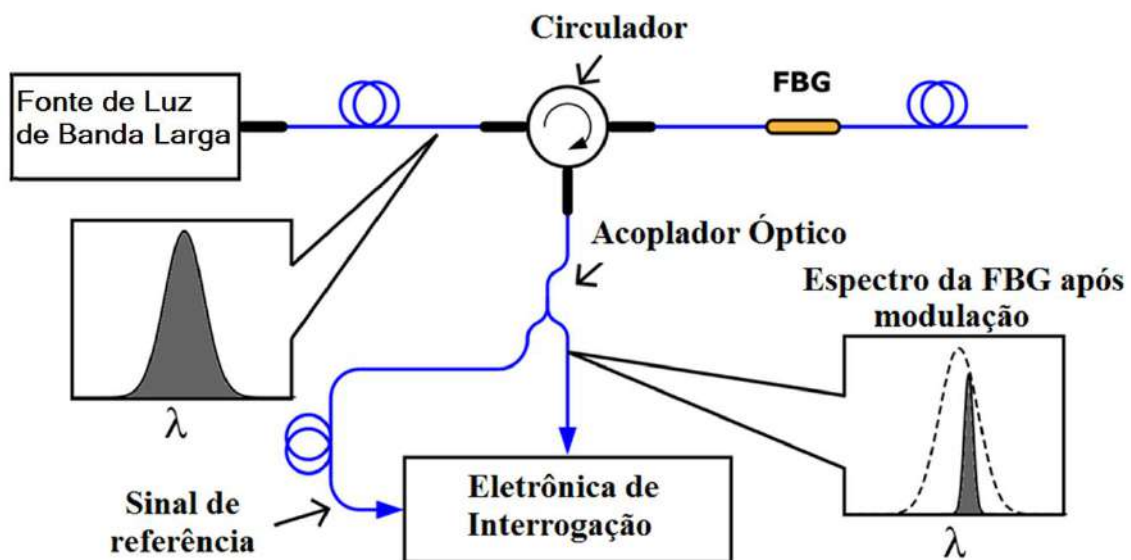 Circulador
Fonte de Luz
de Banda Larga
FBG
Acoplador Óptico
Espectro da FBG após
modulação
λ
Sinal de
referência
Eletrônica de
Interrogação
λ